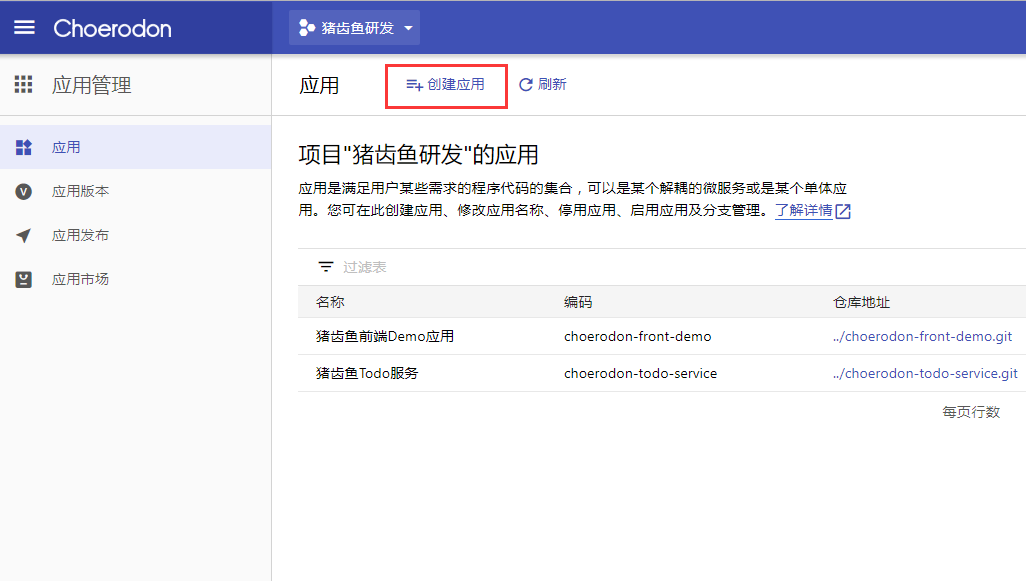 Choerodon
猪齿鱼研发
应用管理
应用
创建应用
刷新
应用
应用版本
应用发布
应用市场
项目"猪齿鱼研发"的应用
应用是满足用户某些需求的程序代码的集合，可以是某个解耦的微服务或是某个单体应
用。您可在此创建应用、修改应用名称、停用应用、启用应用及分支管理。了解详情
过滤表
名称 编码 仓库地址
猪齿鱼前端Demo应用 choerodon-front-demo ../choerodon-front-demo.git
猪齿鱼Todo服务 choerodon-todo-service ../choerodon-todo-service.git
每页行数